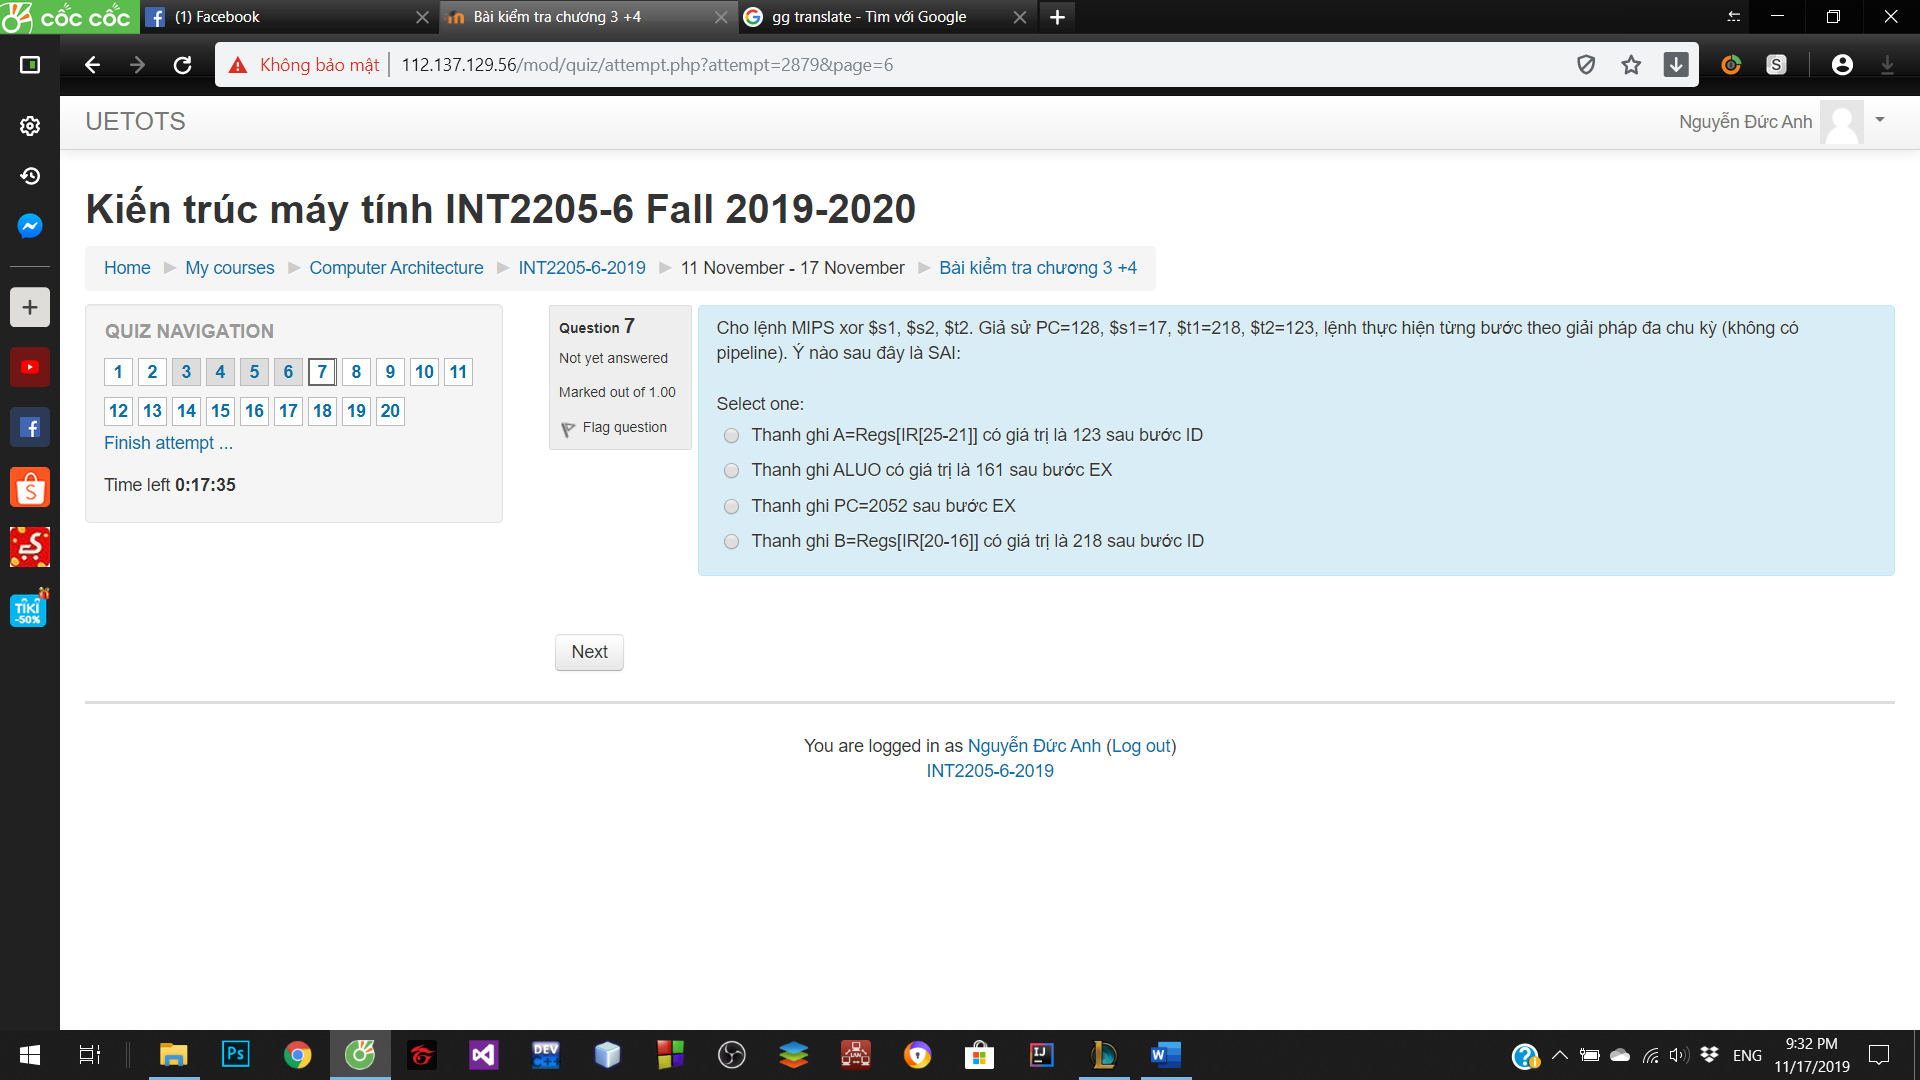 cốc cốc
(1) Facebook
Bài kiểm tra chương 3 +4
gg translate - Tìm với Google
Không bảo mật
112.137.129.56/mod/quiz/attempt.php?attempt=2879&page=6
UETOTS
Nguyễn Đức Anh
Kiến trúc máy tính INT2205-6 Fall 2019-2020
Home ► My courses ► Computer Architecture ► INT2205-6-2019 ► 11 November - 17 November ► Bài kiểm tra chương 3 +4
QUIZ NAVIGATION
1 2 3 4 5 6 7 8 9 10 11
12 13 14 15 16 17 18 19 20
Finish attempt ...
Time left 0:17:35
Question 7
Not yet answered
Marked out of 1.00
Flag question
Cho lệnh MIPS xor $s1, $s2, $t2. Giả sử PC=128, $s1=17, $t1=218, $t2=123, lệnh thực hiện từng bước theo giải pháp đa chu kỳ (không có
pipeline). Ý nào sau đây là SAI:
Select one:
Thanh ghi A=Regs[IR[25-21]] có giá trị là 123 sau bước ID
Thanh ghi ALUO có giá trị là 161 sau bước EX
Thanh ghi PC=2052 sau bước EX
Thanh ghi B=Regs[IR[20-16]] có giá trị là 218 sau bước ID
Next
You are logged in as Nguyễn Đức Anh (Log out)
INT2205-6-2019
TIKI
-50%
Ps
DEV
C++
LAN
IJ
W
ENG
9:32 PM
11/17/2019